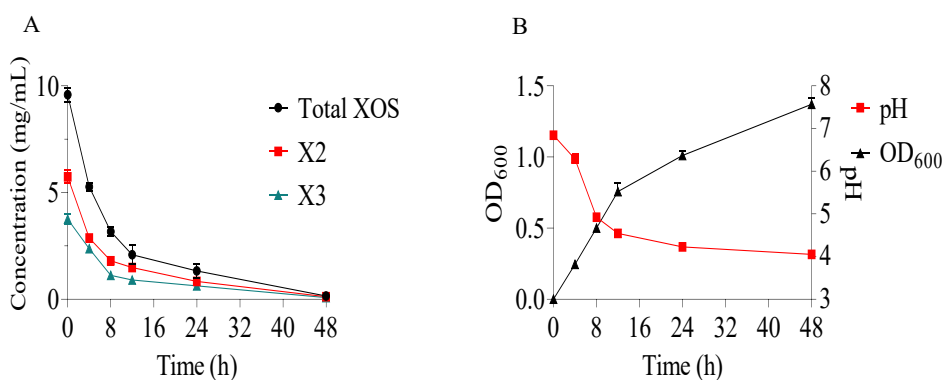 A
Concentration (mg/mL)
10
5
0
0 8 16 24 32 40 48
Time (h)
Total XOS
X2
X3
B
OD600
1.5
1.0
0.5
0.0
0 8 16 24 32 40 48
Time (h)
8
7
6
5
4
3
pH
pH
OD600